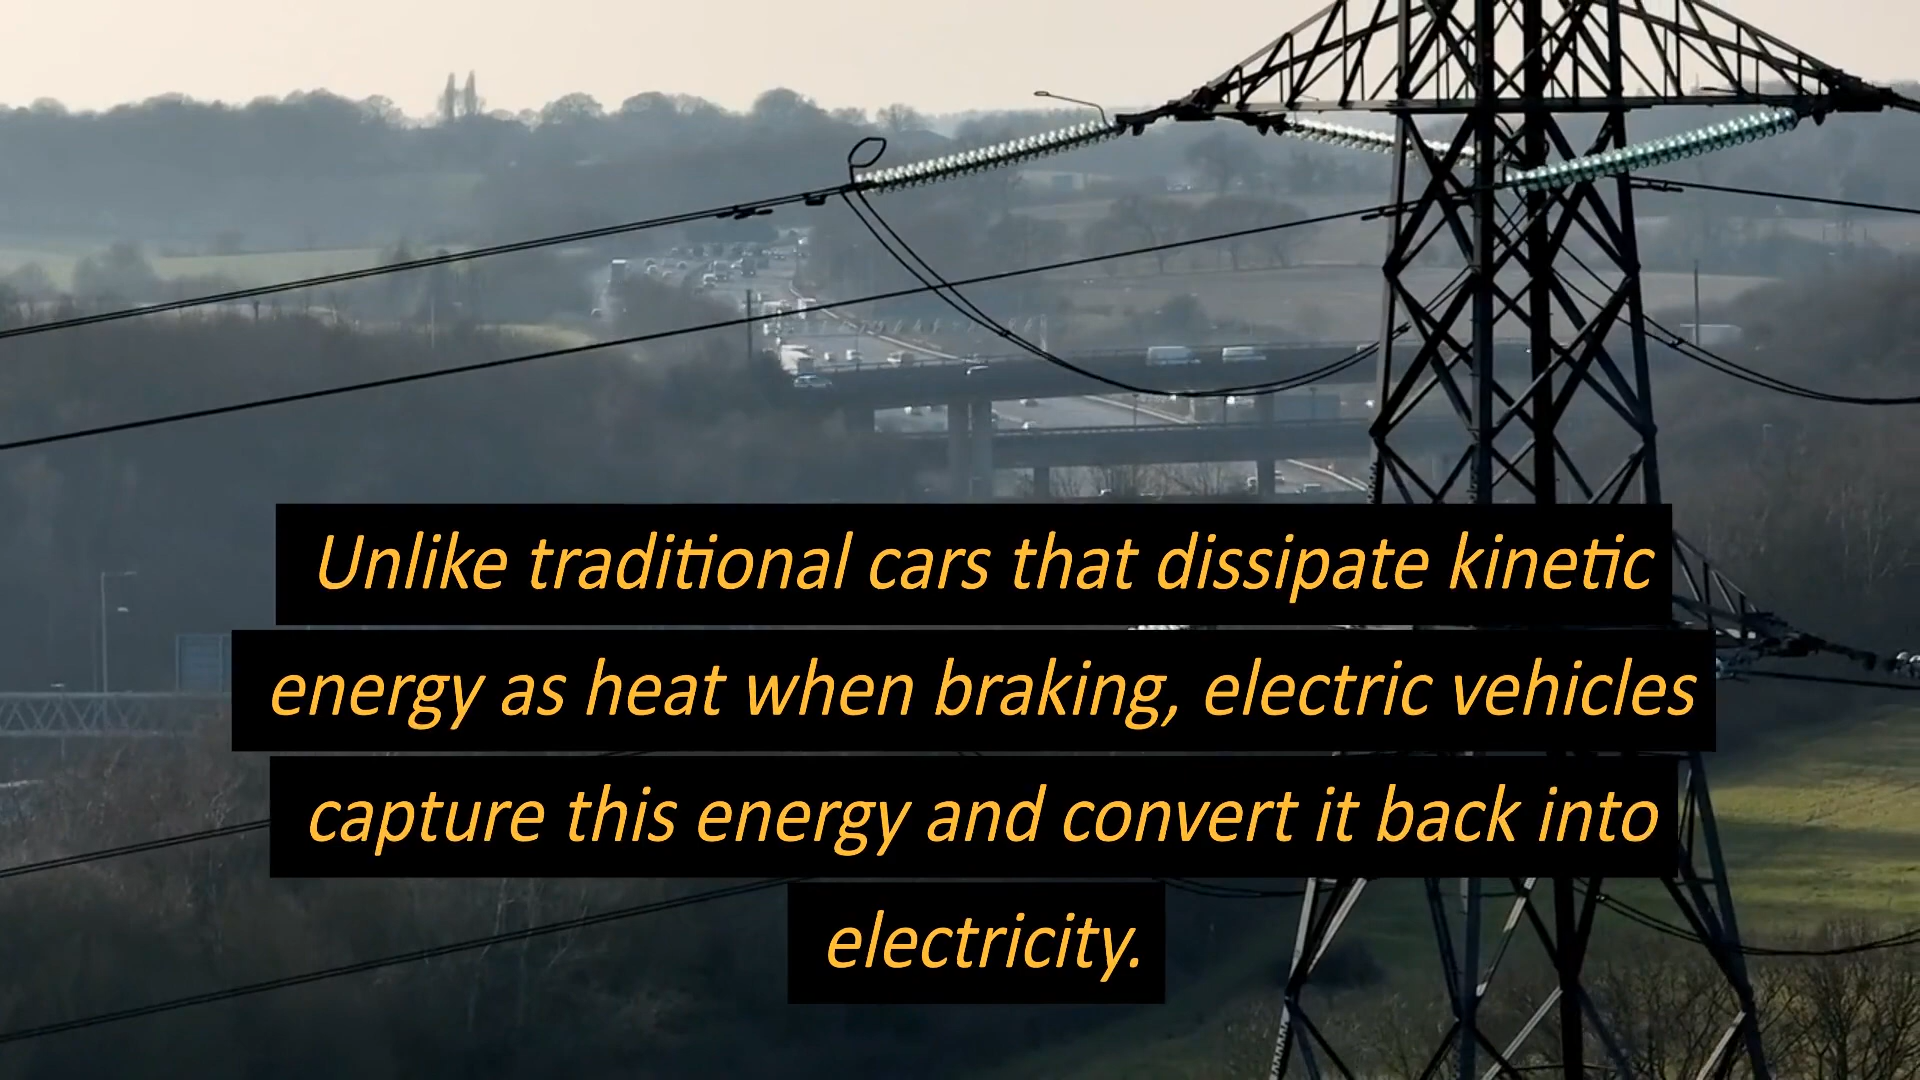 Unlike traditional cars that dissipate kinetic
energy as heat when braking, electric vehicles
capture this energy and convert it back into
electricity.